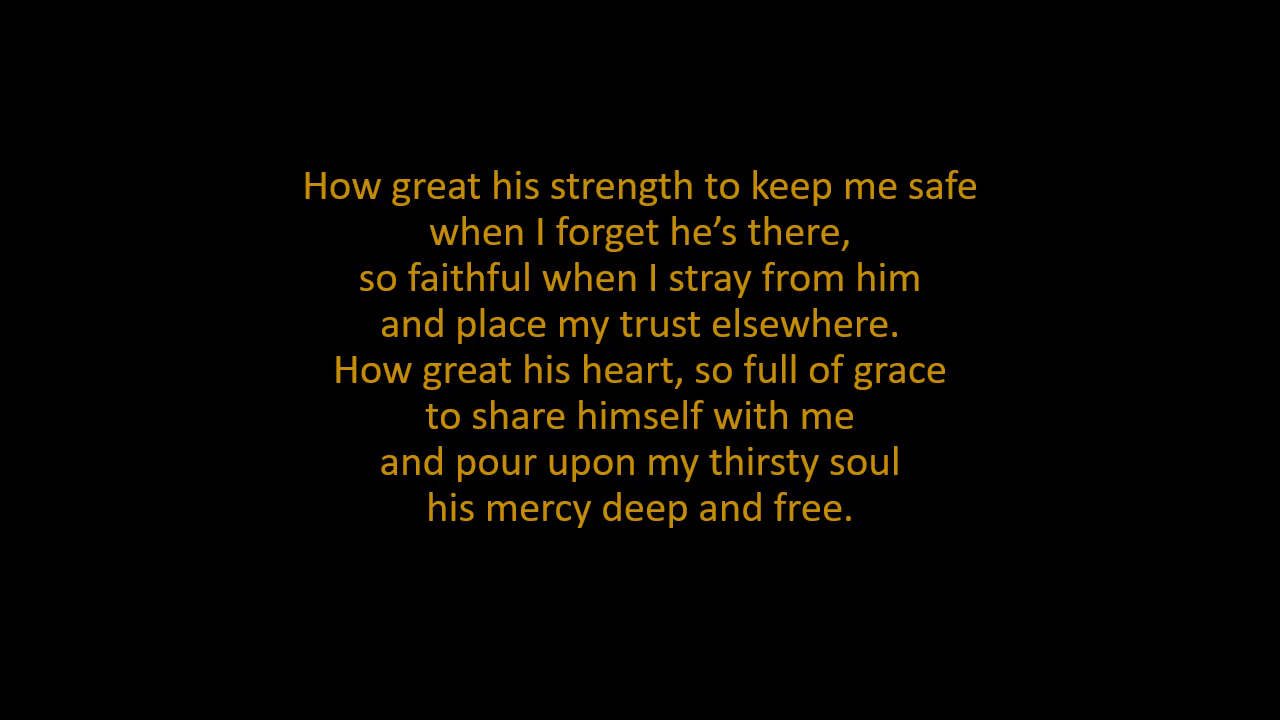 How great his strength to keep me safe
when I forget he’s there,
so faithful when I stray from him
and place my trust elsewhere.
How great his heart, so full of grace
to share himself with me
and pour upon my thirsty soul
his mercy deep and free.